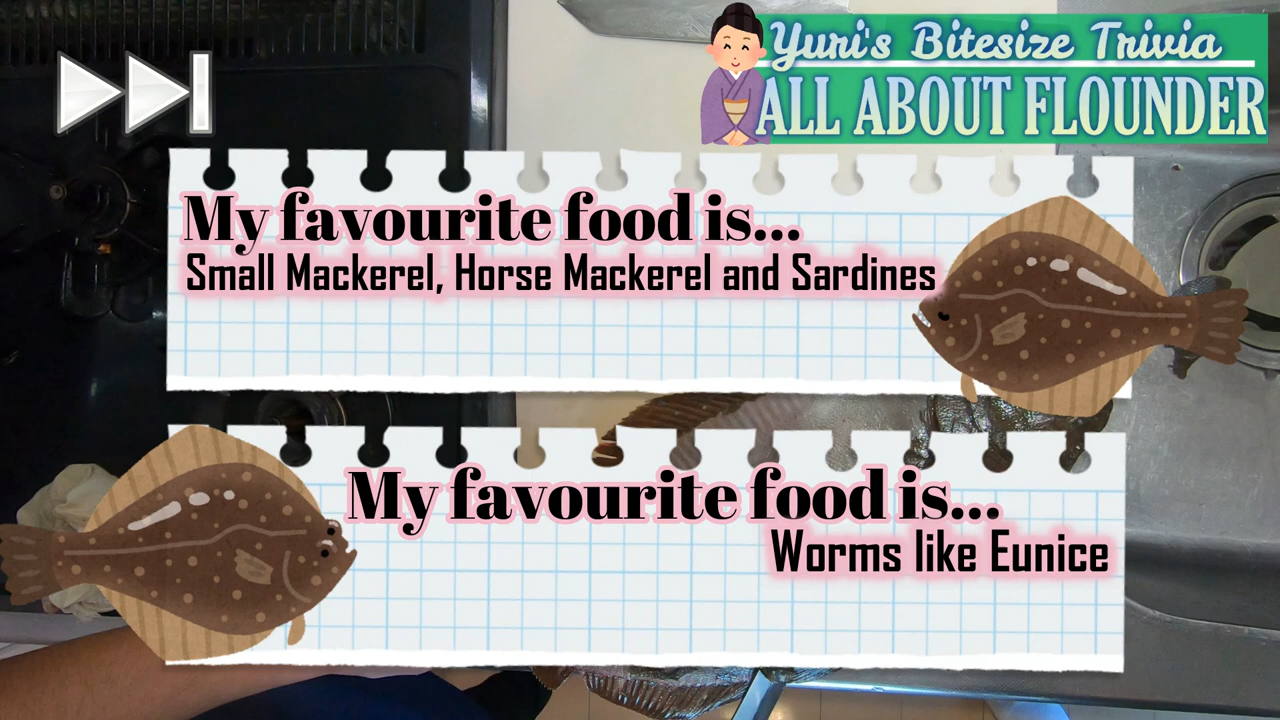 Yuri's Bitesize Trivia
ALL ABOUT FLOUNDER
My favourite food is...
Small Mackerel, Horse Mackerel and Sardines
My favourite food is...
Worms like Eunice